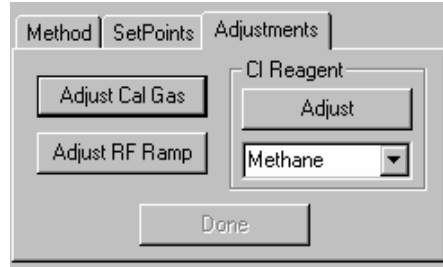 Method SetPoints Adjustments
CI Reagent
Adjust Cal Gas
Adjust
Adjust RF Ramp
Methane
Done